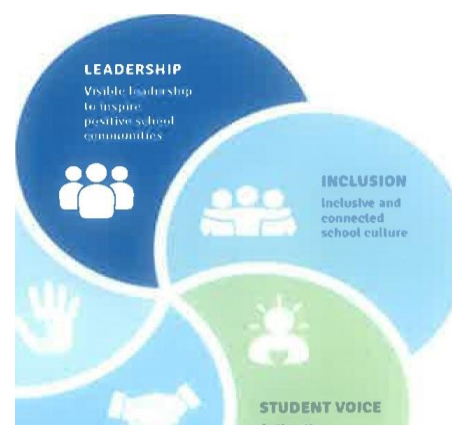 LEADERSHIP
Visible leadership
to inspire
positive school
communities
INCLUSION
Inclusive and
connected
school culture
STUDENT VOICE